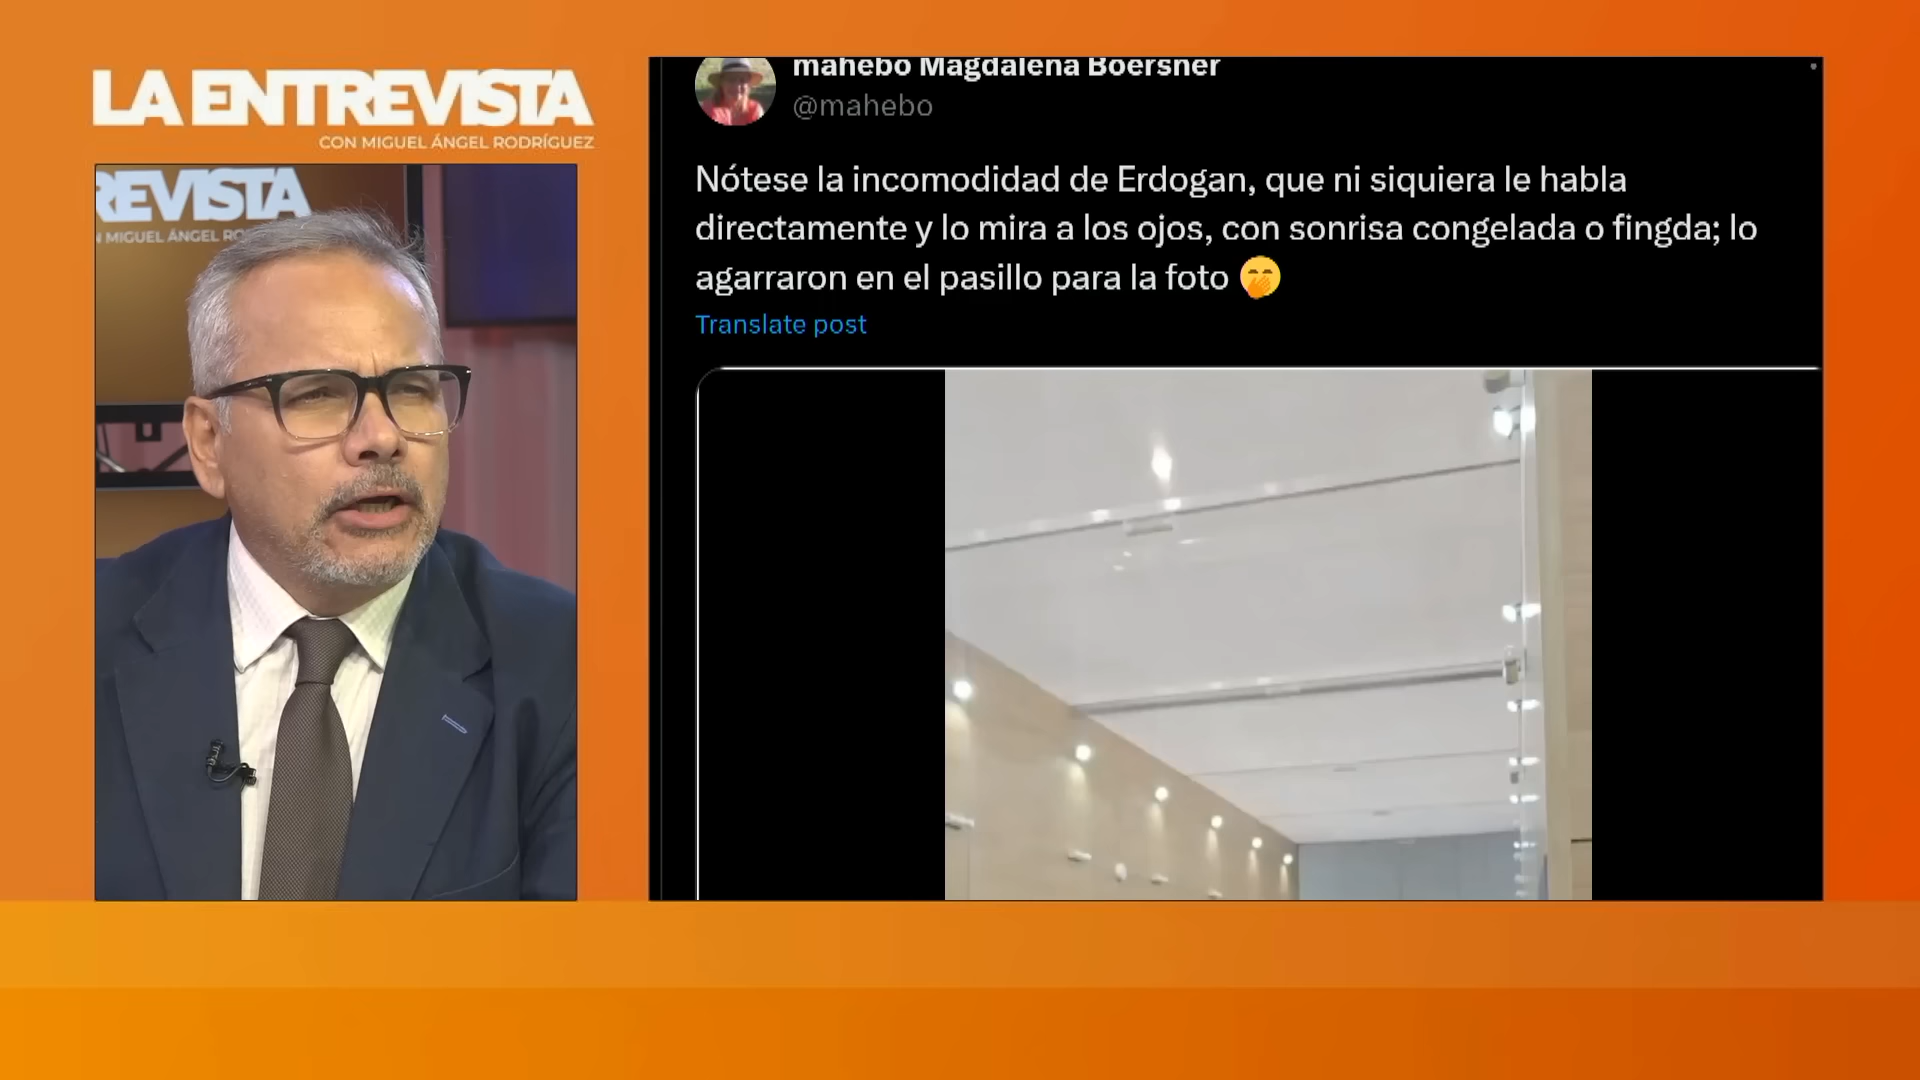 LA ENTREVISTA
CON MIGUEL ÁNGEL RODRÍGUEZ
REVISTA
N MIGUEL ÁNGEL RO
mahebo Magdalena Boersner
@mahebo
Nótese la incomodidad de Erdogan, que ni siquiera le habla
directamente y lo mira a los ojos, con sonrisa congelada o fingda; lo
agarraron en el pasillo para la foto 🤭
Translate post